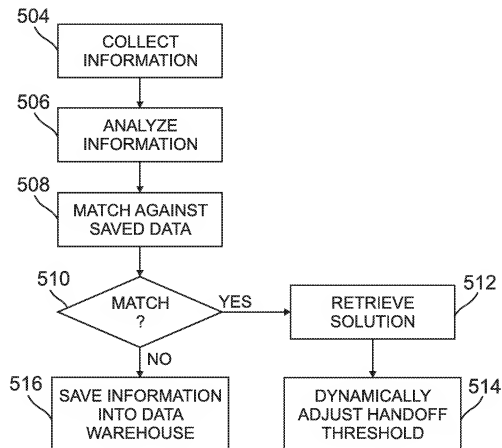 504
COLLECT
INFORMATION
506
ANALYZE
INFORMATION
508
MATCH AGAINST
SAVED DATA
510
MATCH
?
YES
512
RETRIEVE
SOLUTION
NO
516
SAVE INFORMATION
INTO DATA
WAREHOUSE
514
DYNAMICALLY
ADJUST HANDOFF
THRESHOLD